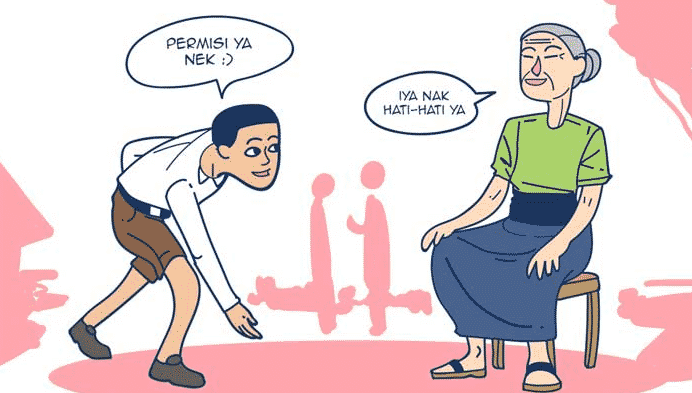 PERMISI YA
NEK :)
IYA NAK
HATI-HATI YA